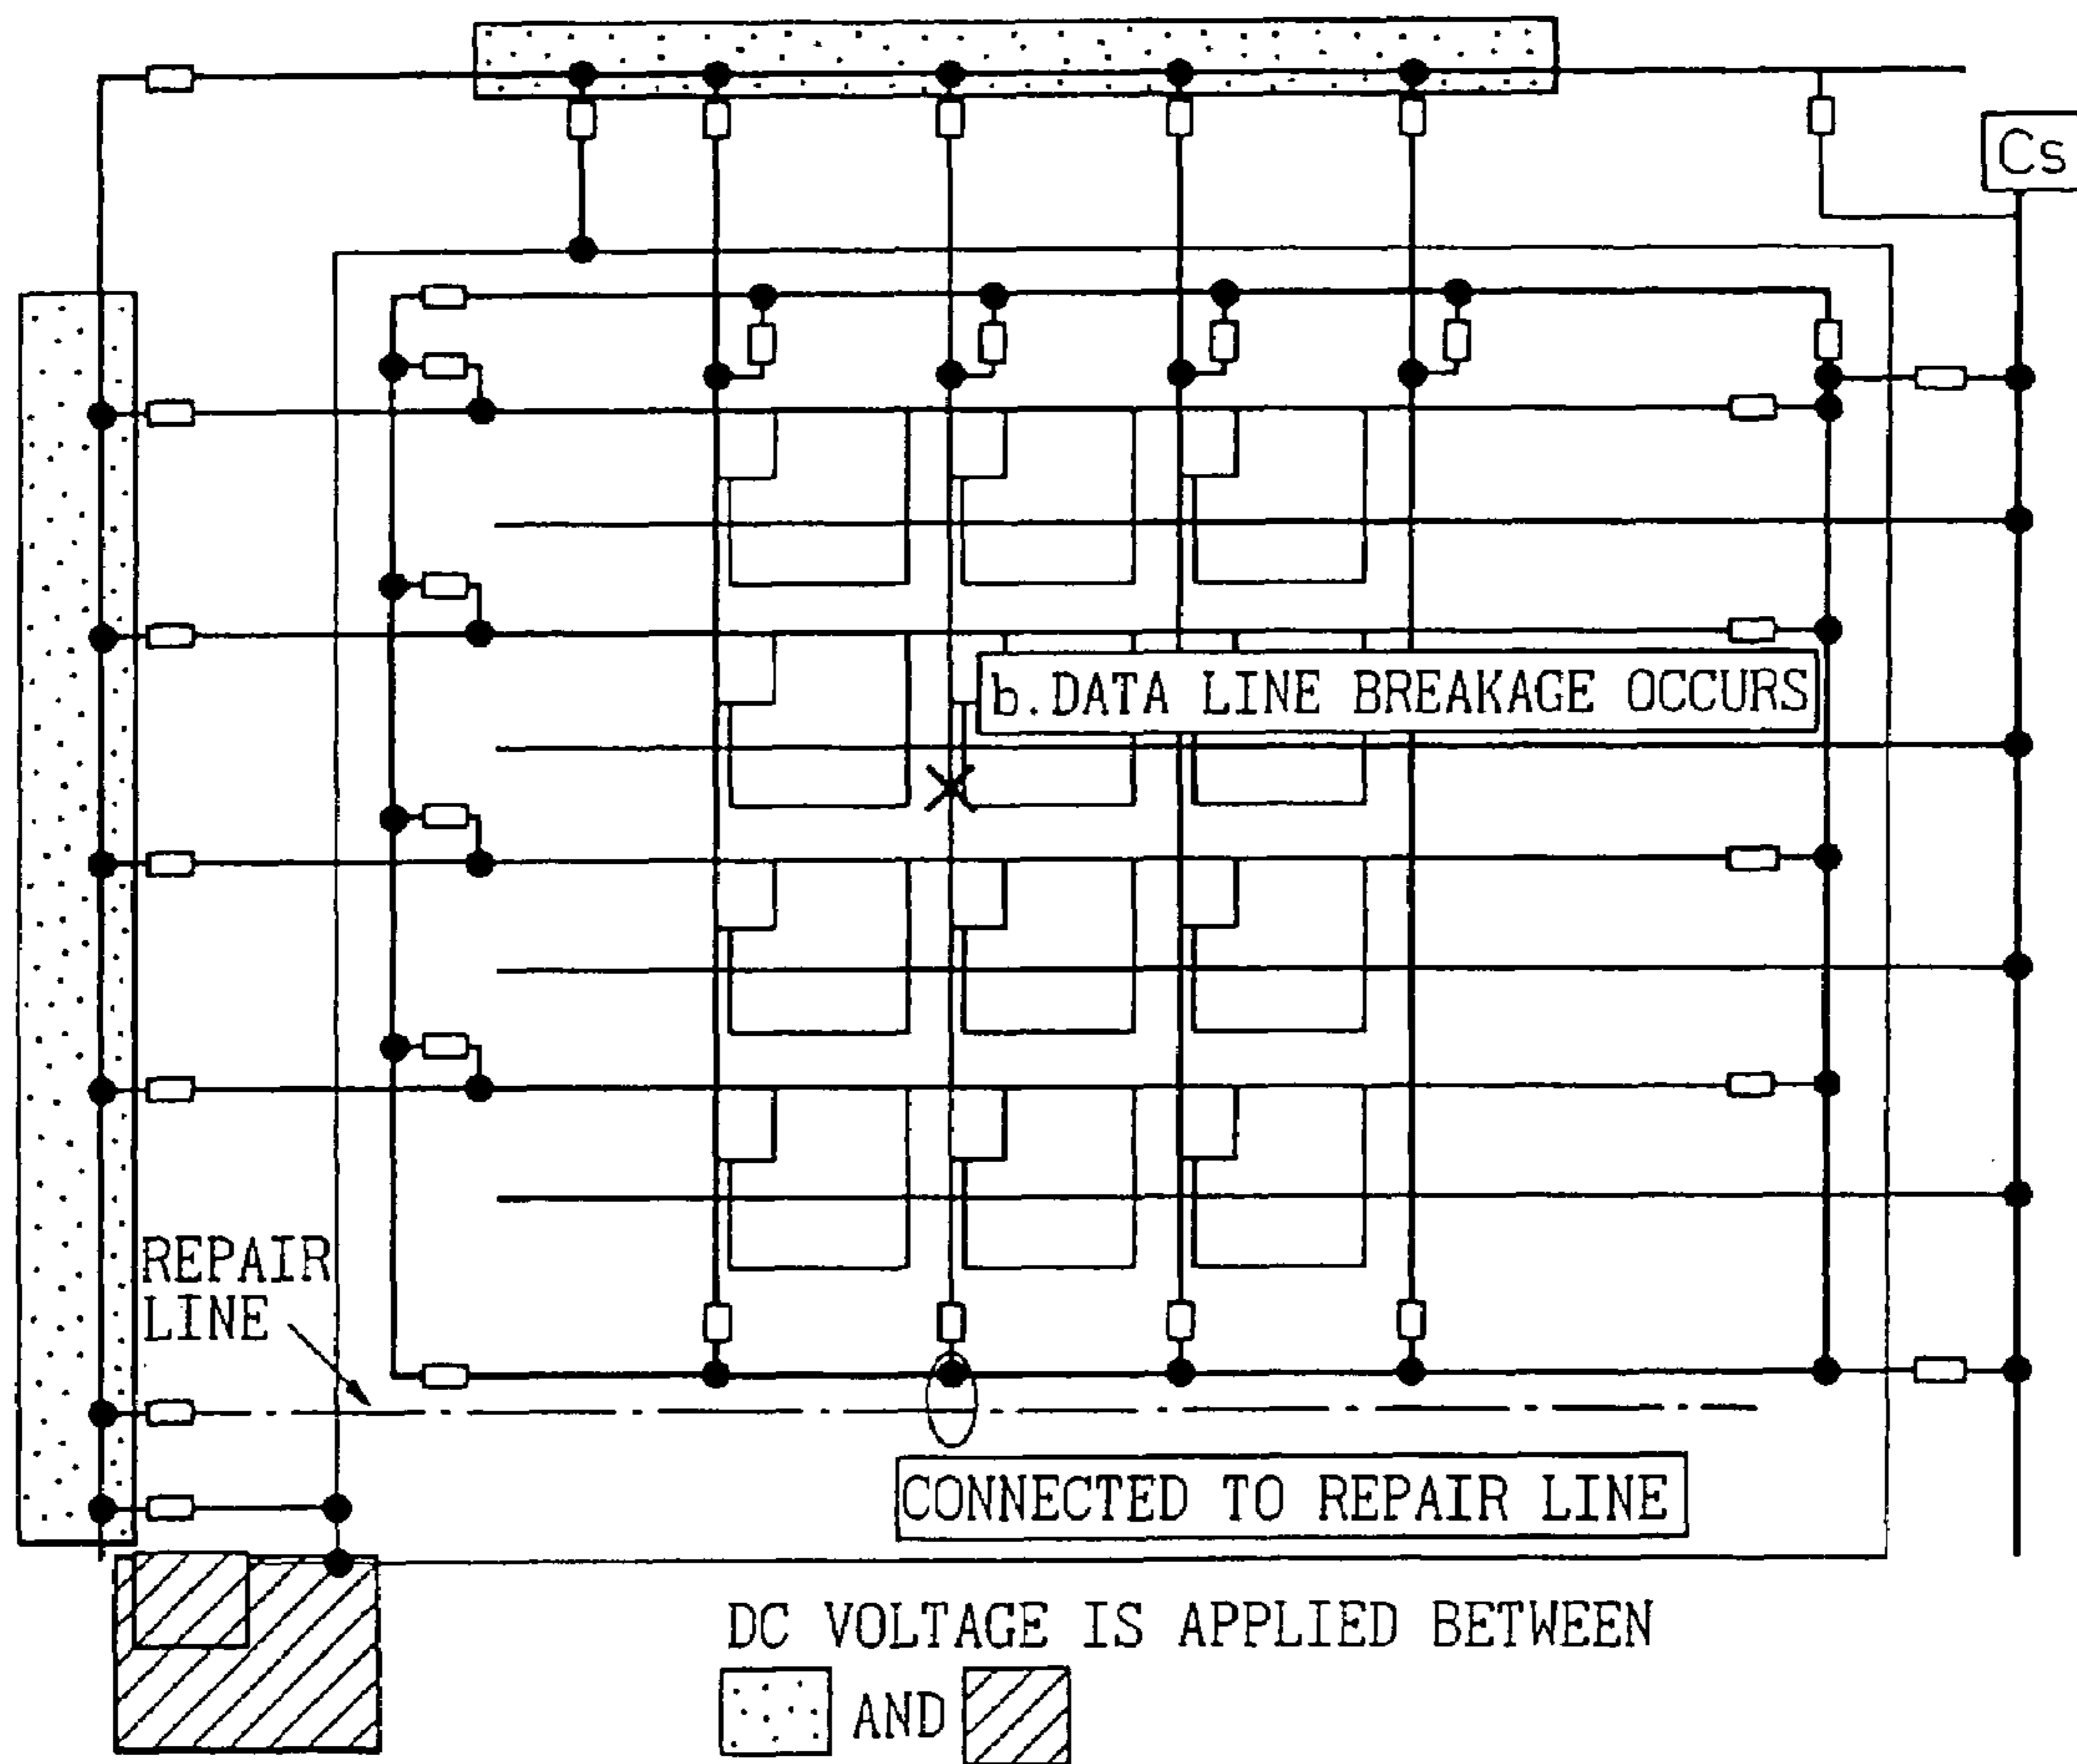 Cs
b.DATA LINE BREAKAGE OCCURS
REPAIR
LINE
CONNECTED TO REPAIR LINE
DC VOLTAGE IS APPLIED BETWEEN
AND